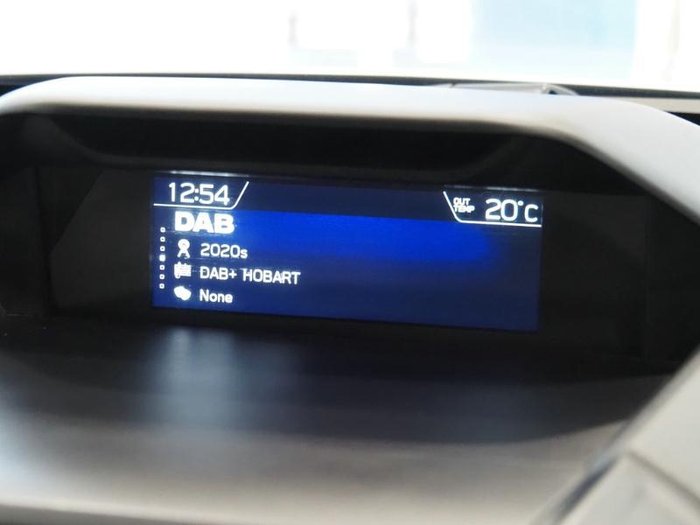 12:54
OUT TEMP 20°C
DAB
2020s
DAB+ HOBART
None